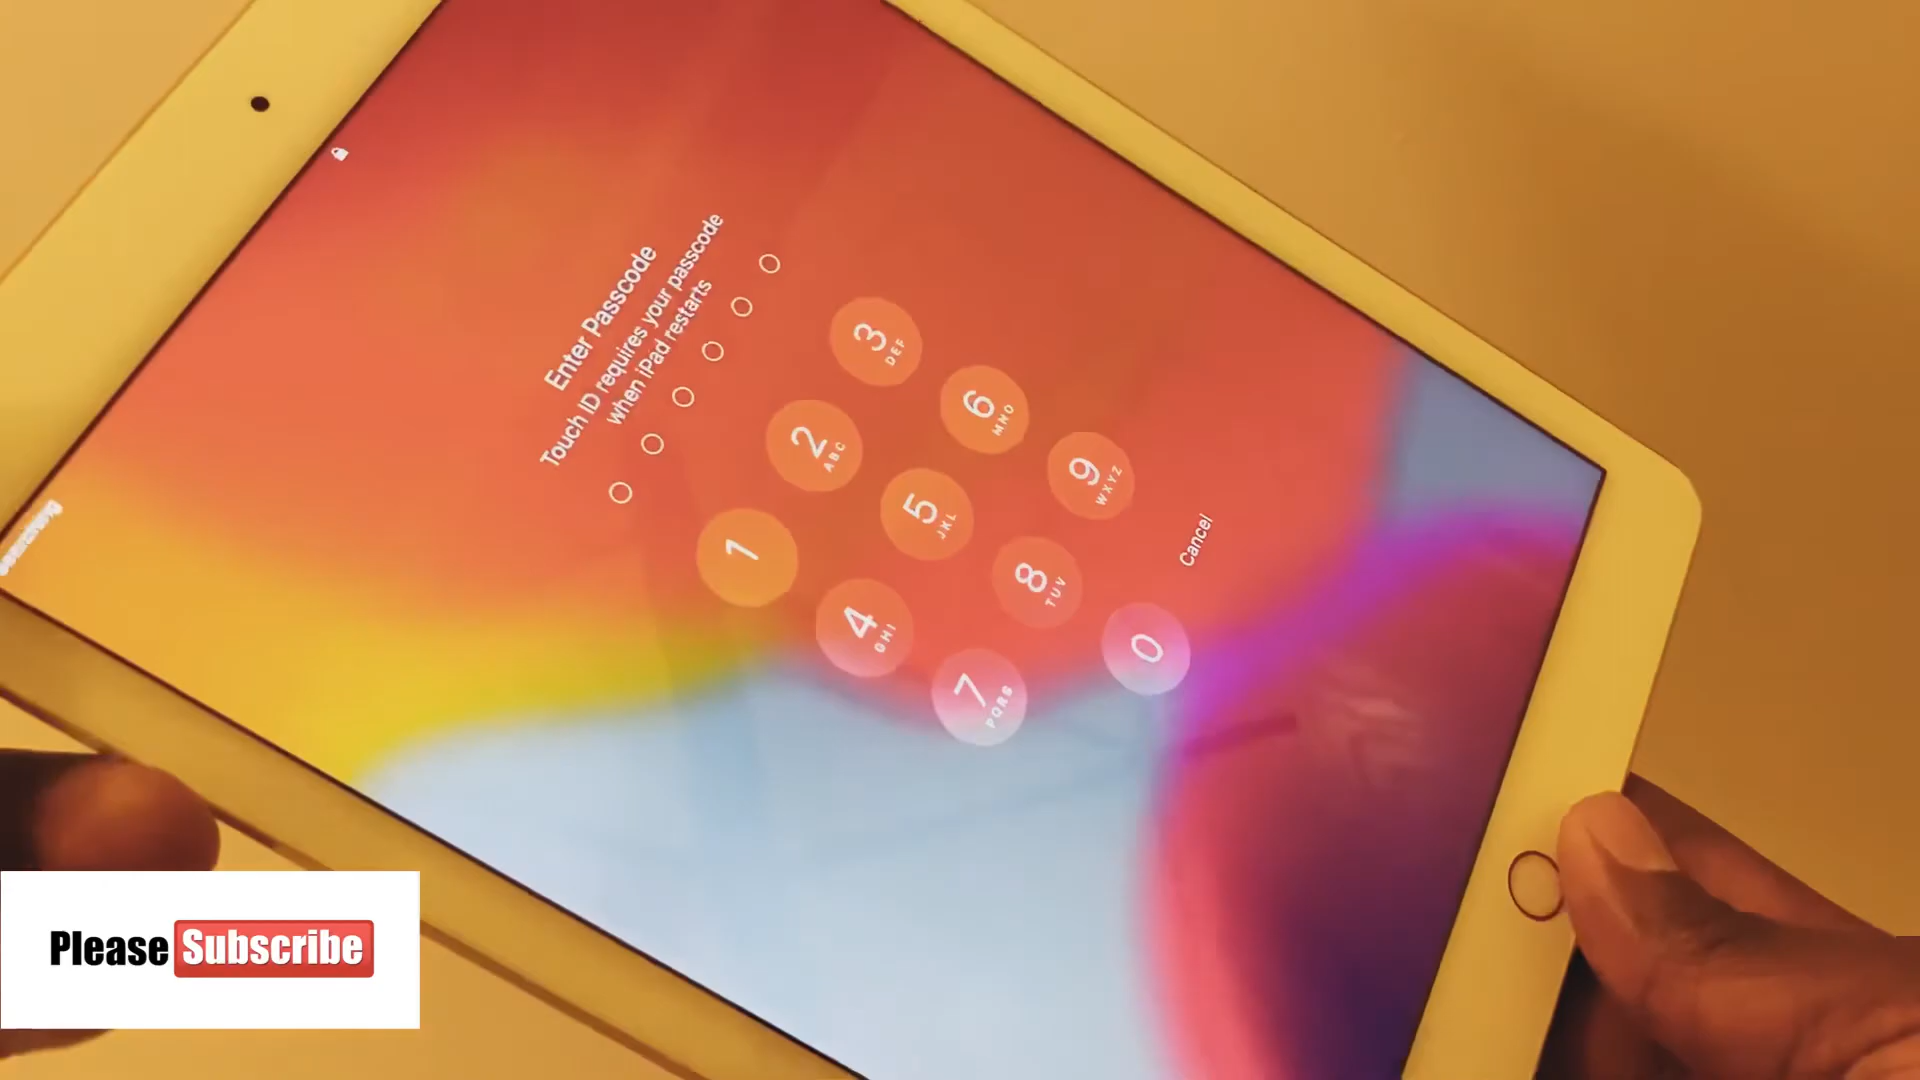 Searching
Enter Passcode
Touch ID requires your passcode
when iPad restarts
1
2
ABC
3
DEF
4
GHI
5
JKL
6
MNO
7
PQRS
8
TUV
9
WXYZ
0
Cancel
Please Subscribe